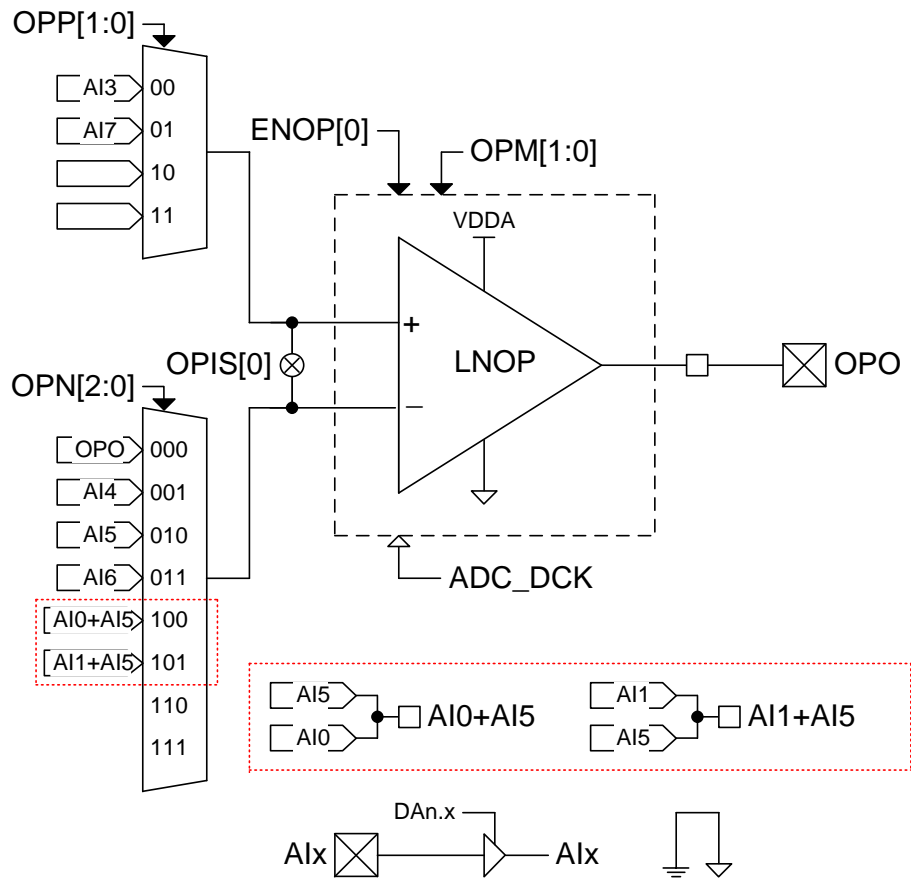 OPP[1:0]
AI3 00
AI7 01
10
11
ENOP[0]
OPM[1:0]
VDDA
+
LNOP
−
OPIS[0]
OPO
OPN[2:0]
OPO 000
AI4 001
AI5 010
AI6 011
AI0+AI5 100
AI1+AI5 101
110
111
ADC_DCK
AI5
AI0
AI0+AI5
AI1
AI5
AI1+AI5
DAn.x
AIx
AIx